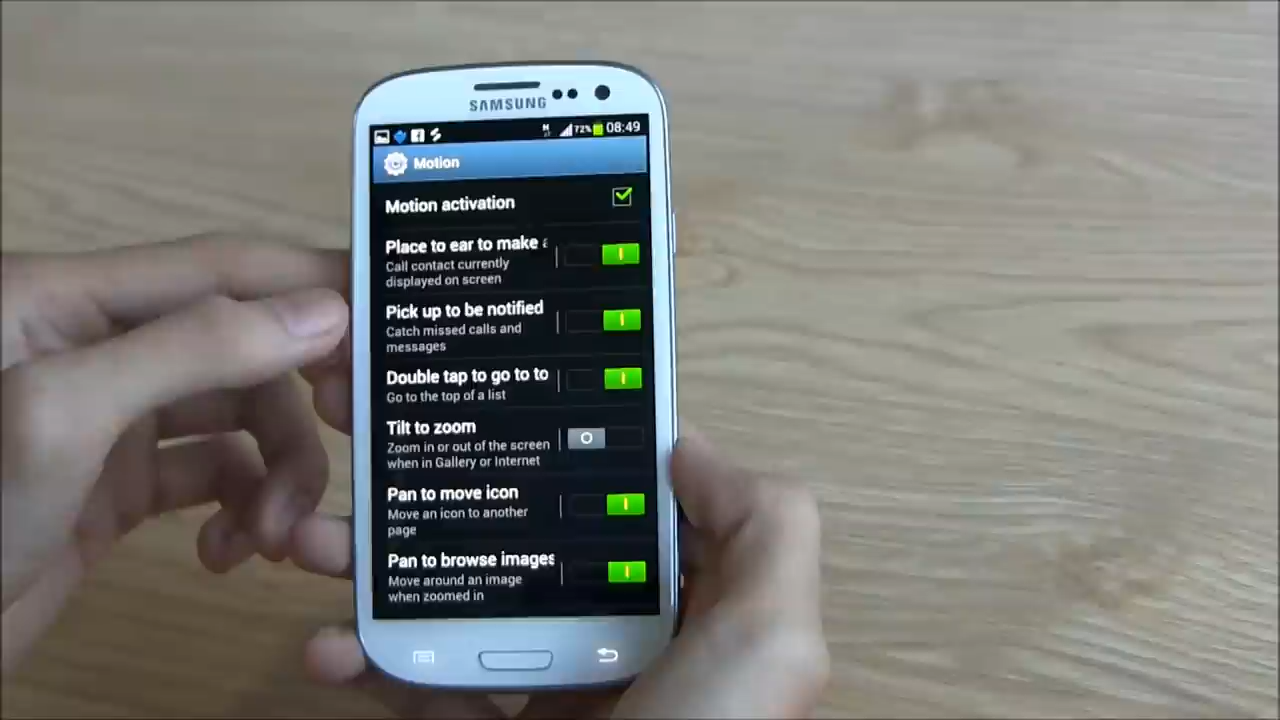 SAMSUNG
72% 08:49
Motion
Motion activation
Place to ear to make a
Call contact currently
displayed on screen
Pick up to be notified
Catch missed calls and
messages
Double tap to go to to
Go to the top of a list
Tilt to zoom
Zoom in or out of the screen
when in Gallery or Internet
Pan to move icon
Move an icon to another
page
Pan to browse images
Move around an image
when zoomed in